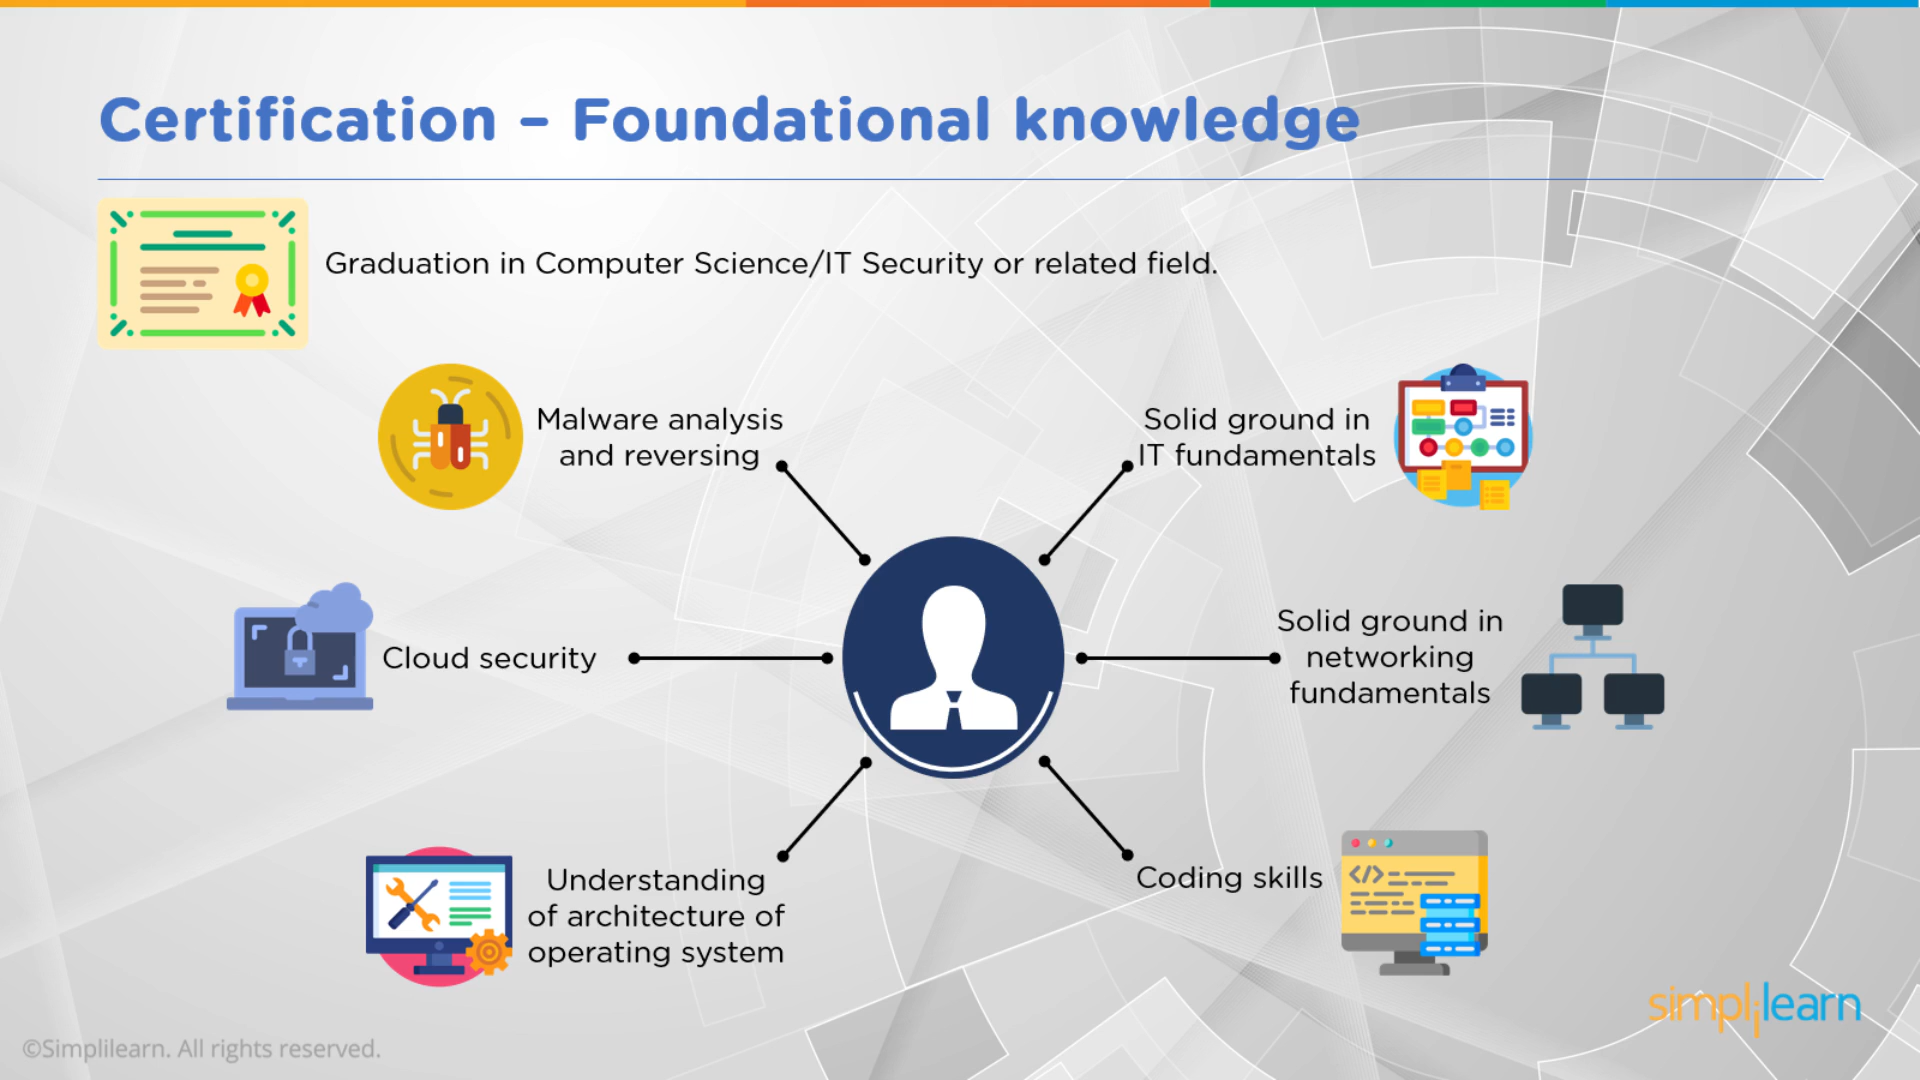 Certification – Foundational knowledge
Graduation in Computer Science/IT Security or related field.
Malware analysis
and reversing
Solid ground in
IT fundamentals
Cloud security
Solid ground in
networking
fundamentals
Understanding
of architecture of
operating system
Coding skills
</>
simplilearn
©Simplilearn. All rights reserved.